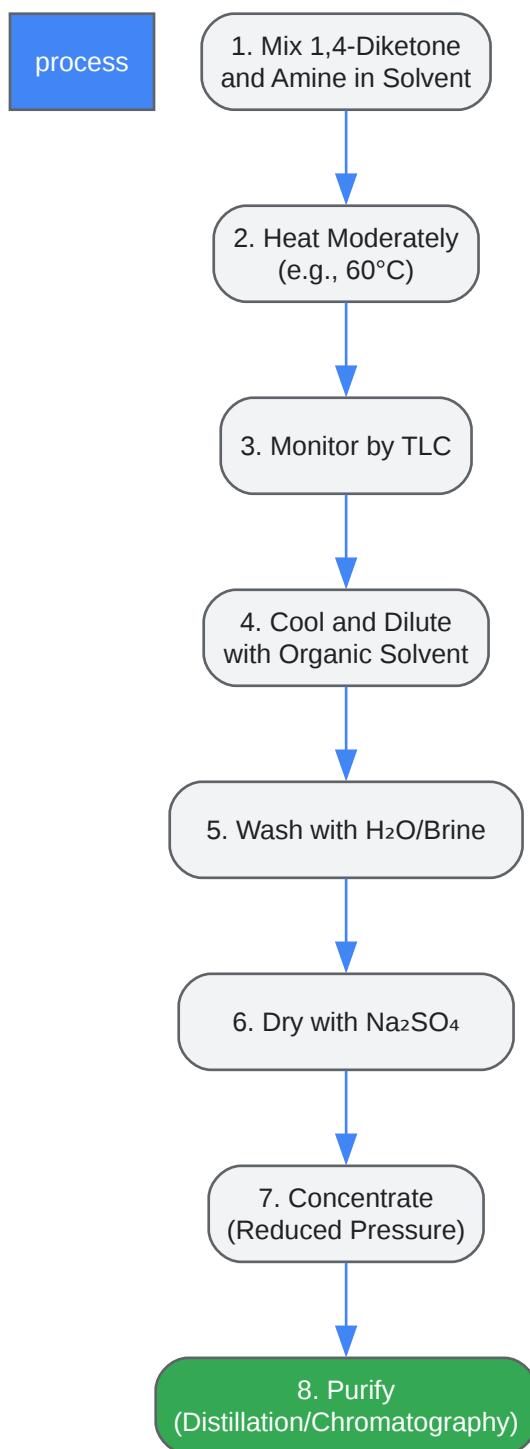 process
1. Mix 1,4-Diketone
and Amine in Solvent
2. Heat Moderately
(e.g., 60°C)
3. Monitor by TLC
4. Cool and Dilute
with Organic Solvent
5. Wash with H₂O/Brine
6. Dry with Na₂SO₄
7. Concentrate
(Reduced Pressure)
8. Purify
(Distillation/Chromatography)